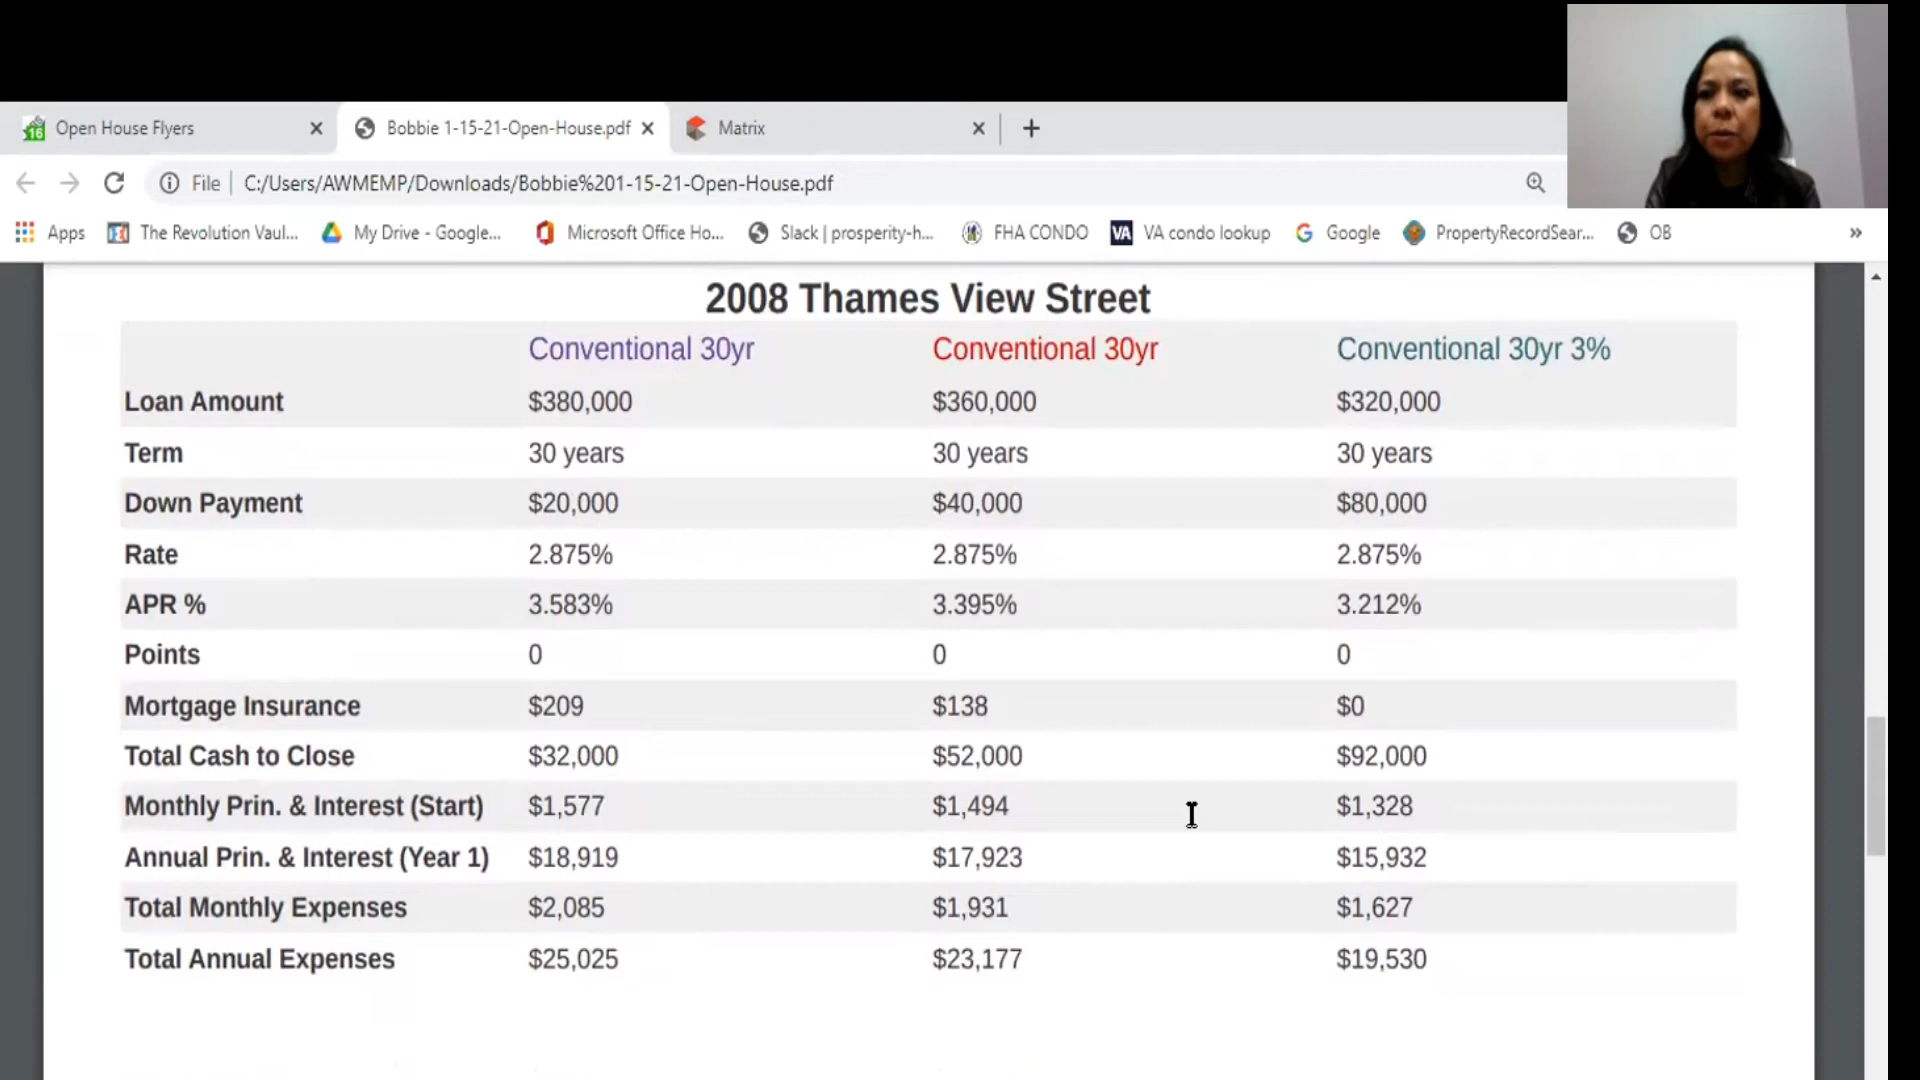 16 Open House Flyers
Bobbie 1-15-21-Open-House.pdf
Matrix
File C:/Users/AWMEMP/Downloads/Bobbie%201-15-21-Open-House.pdf
Apps The Revolution Vaul... My Drive - Google... Microsoft Office Ho... Slack | prosperity-h... FHA CONDO VA VA condo lookup G Google PropertyRecordSear... OB »
2008 Thames View Street
Conventional 30yr Conventional 30yr Conventional 30yr 3%
Loan Amount $380,000 $360,000 $320,000
Term 30 years 30 years 30 years
Down Payment $20,000 $40,000 $80,000
Rate 2.875% 2.875% 2.875%
APR % 3.583% 3.395% 3.212%
Points 0 0 0
Mortgage Insurance $209 $138 $0
Total Cash to Close $32,000 $52,000 $92,000
Monthly Prin. & Interest (Start) $1,577 $1,494 $1,328
Annual Prin. & Interest (Year 1) $18,919 $17,923 $15,932
Total Monthly Expenses $2,085 $1,931 $1,627
Total Annual Expenses $25,025 $23,177 $19,530